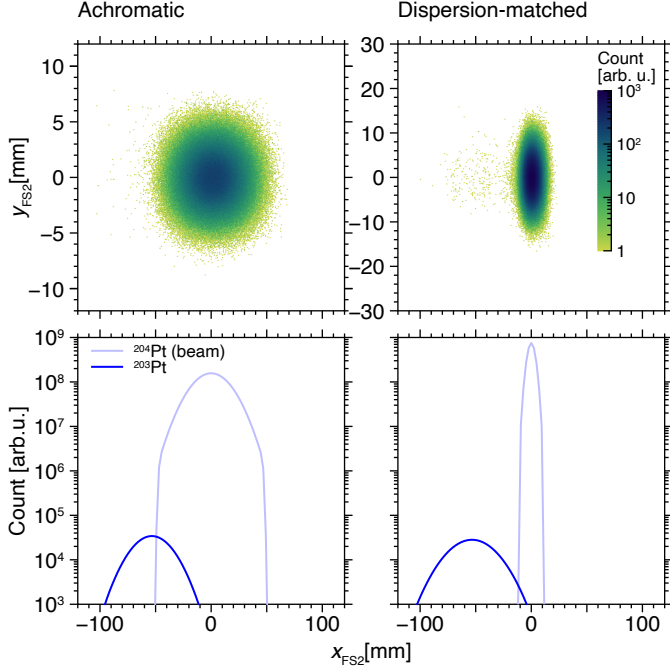 Achromatic
Dispersion-matched
10
5
0
−5
−10
y_FS2[mm]
30
20
10
0
−10
−20
−30
Count
[arb. u.]
10³
10²
10
1
10⁹
10⁸
10⁷
10⁶
10⁵
10⁴
10³
Count [arb.u.]
²⁰⁴Pt (beam)
²⁰³Pt
−100 0 100
−100 0 100
x_FS2[mm]